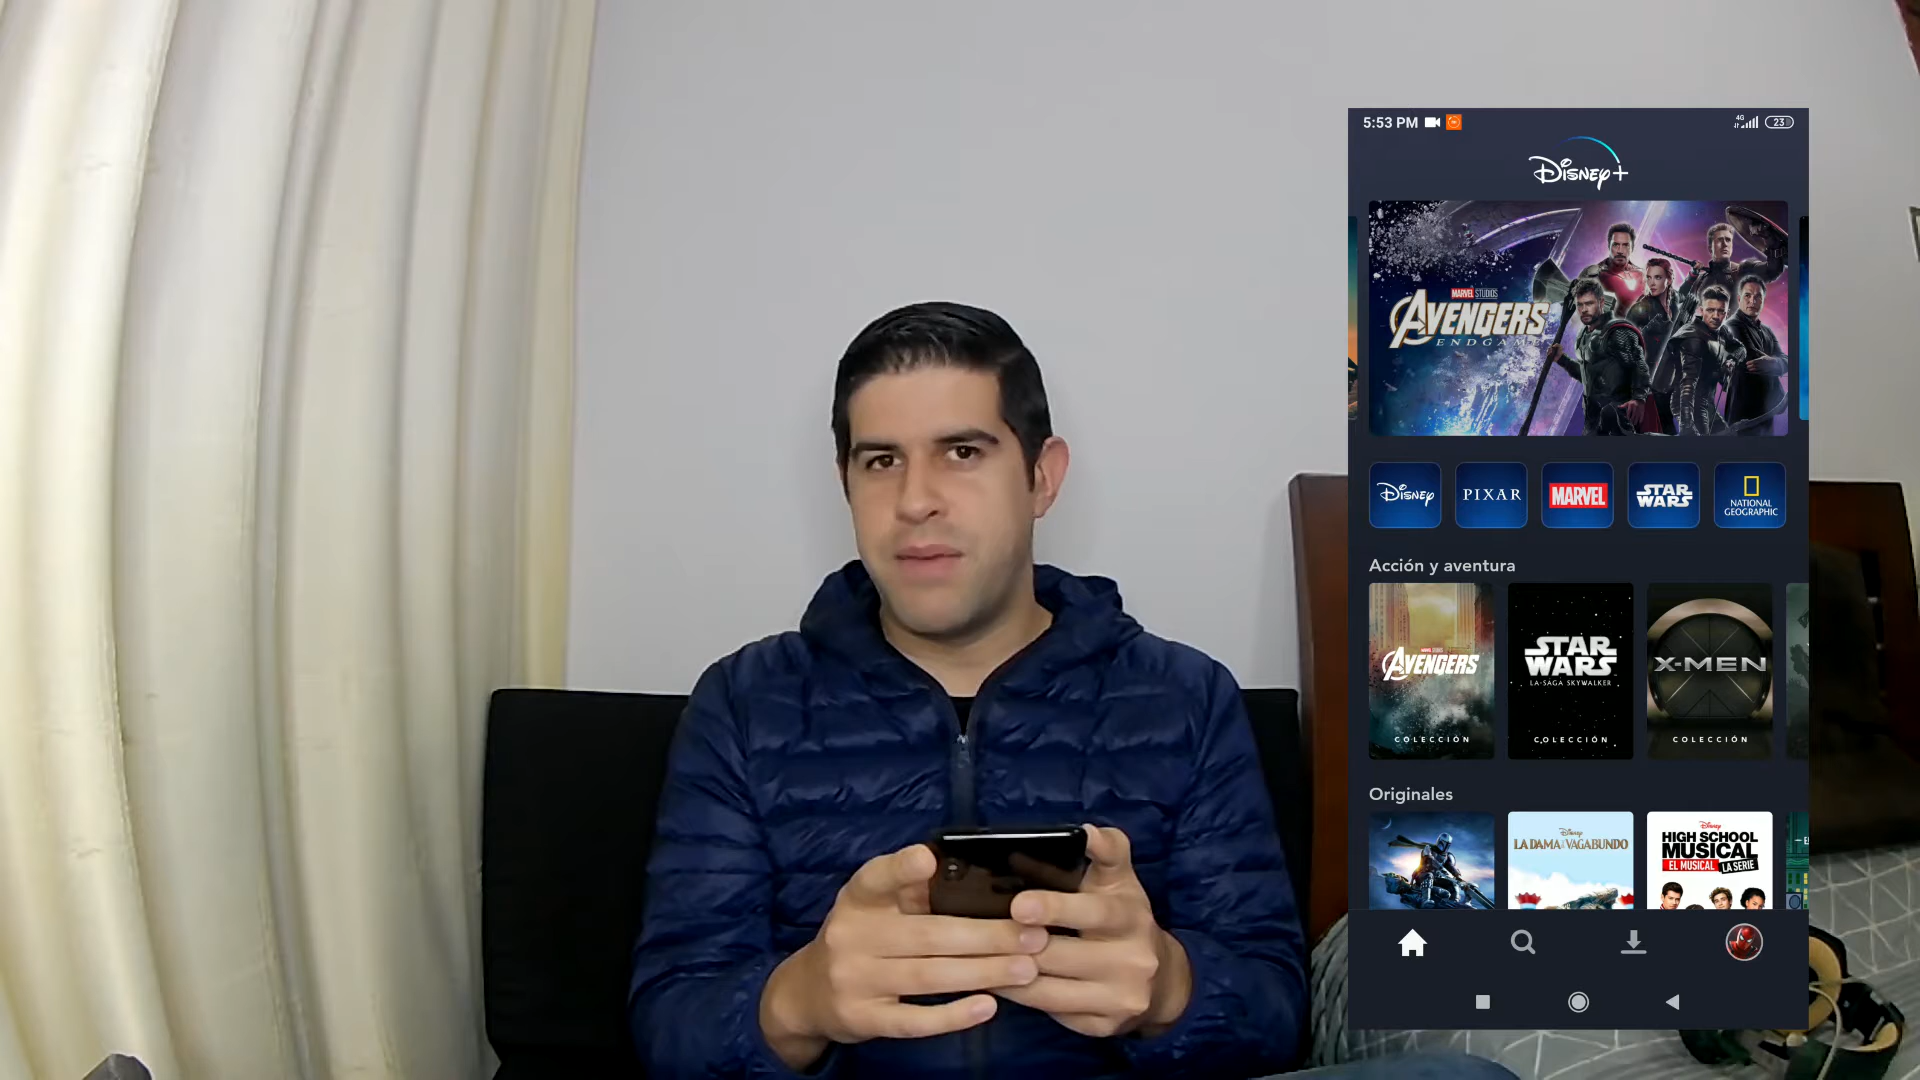 5:53 PM
4G
23
Disney+
MARVEL STUDIOS
AVENGERS
ENDGAME
Disney
PIXAR
MARVEL
STAR WARS
NATIONAL GEOGRAPHIC
Acción y aventura
AVENGERS
COLECCIÓN
STAR WARS
LA SAGA SKYWALKER
COLECCIÓN
X-MEN
COLECCIÓN
Originales
Disney
LA DAMA Y EL VAGABUNDO
Disney
HIGH SCHOOL
MUSICAL
EL MUSICAL LA SERIE